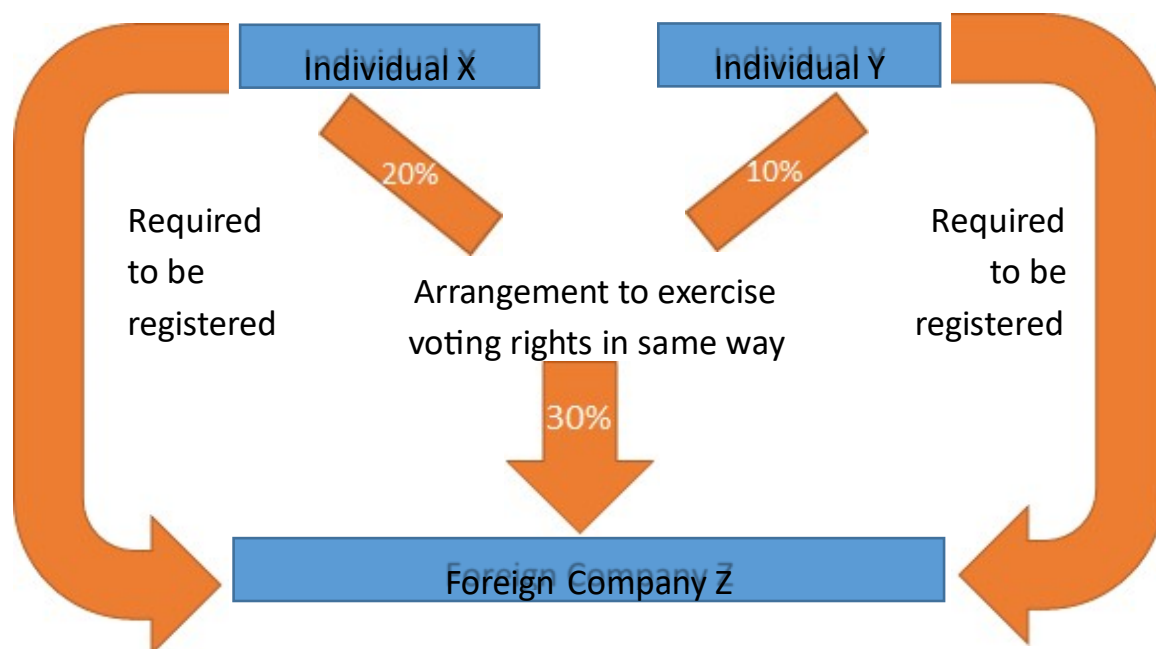 Individual X
Individual Y
20%
10%
Required
to be
registered
Required
to be
registered
Arrangement to exercise
voting rights in same way
30%
Foreign Company Z